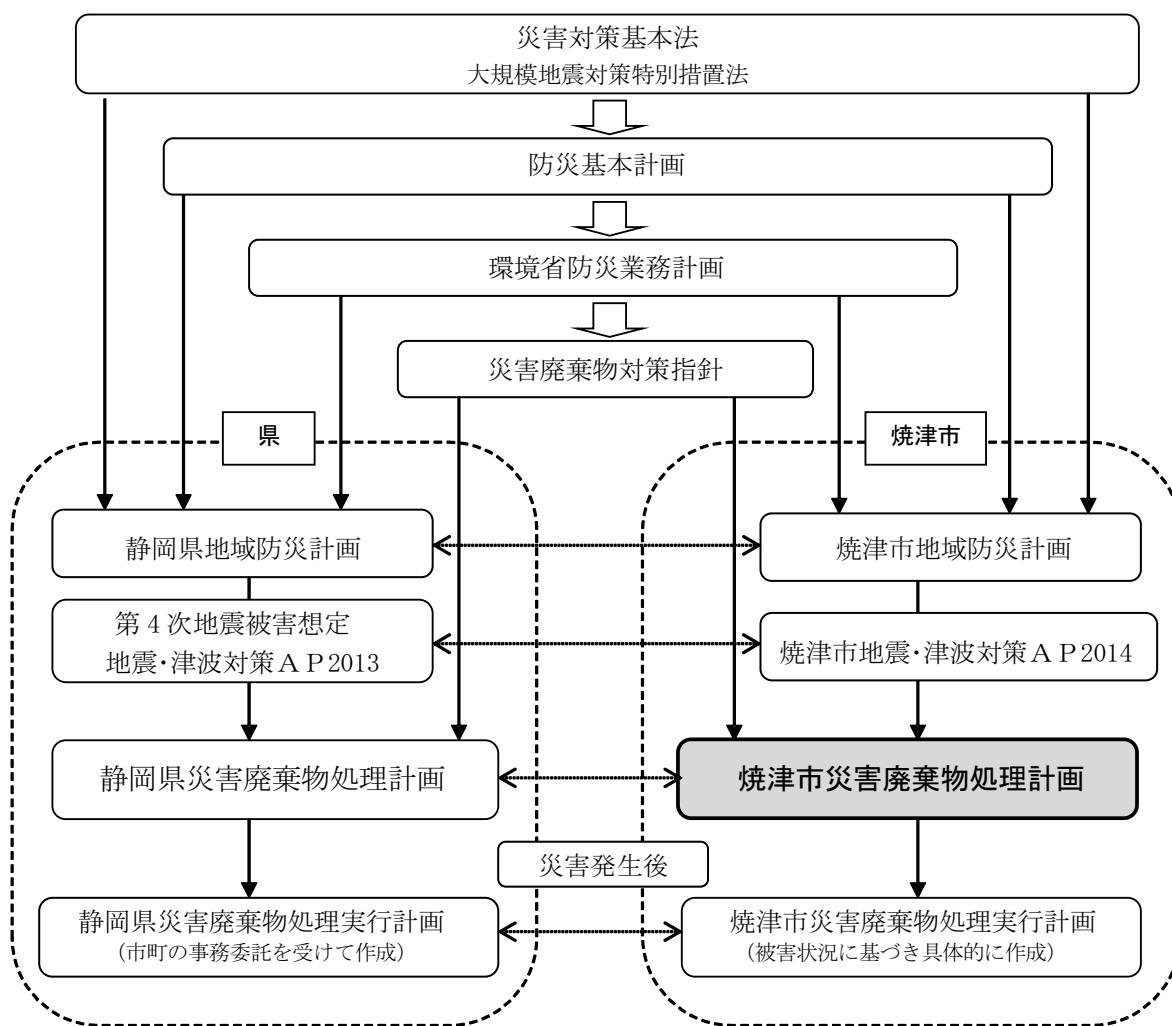 災害対策基本法
大規模地震対策特別措置法
防災基本計画
環境省防災業務計画
災害廃棄物対策指針
県
焼津市
静岡県地域防災計画
焼津市地域防災計画
第4次地震被害想定
地震・津波対策ＡＰ2013
焼津市地震・津波対策ＡＰ2014
静岡県災害廃棄物処理計画
焼津市災害廃棄物処理計画
災害発生後
静岡県災害廃棄物処理実行計画
(市町の事務委託を受けて作成)
焼津市災害廃棄物処理実行計画
(被害状況に基づき具体的に作成)